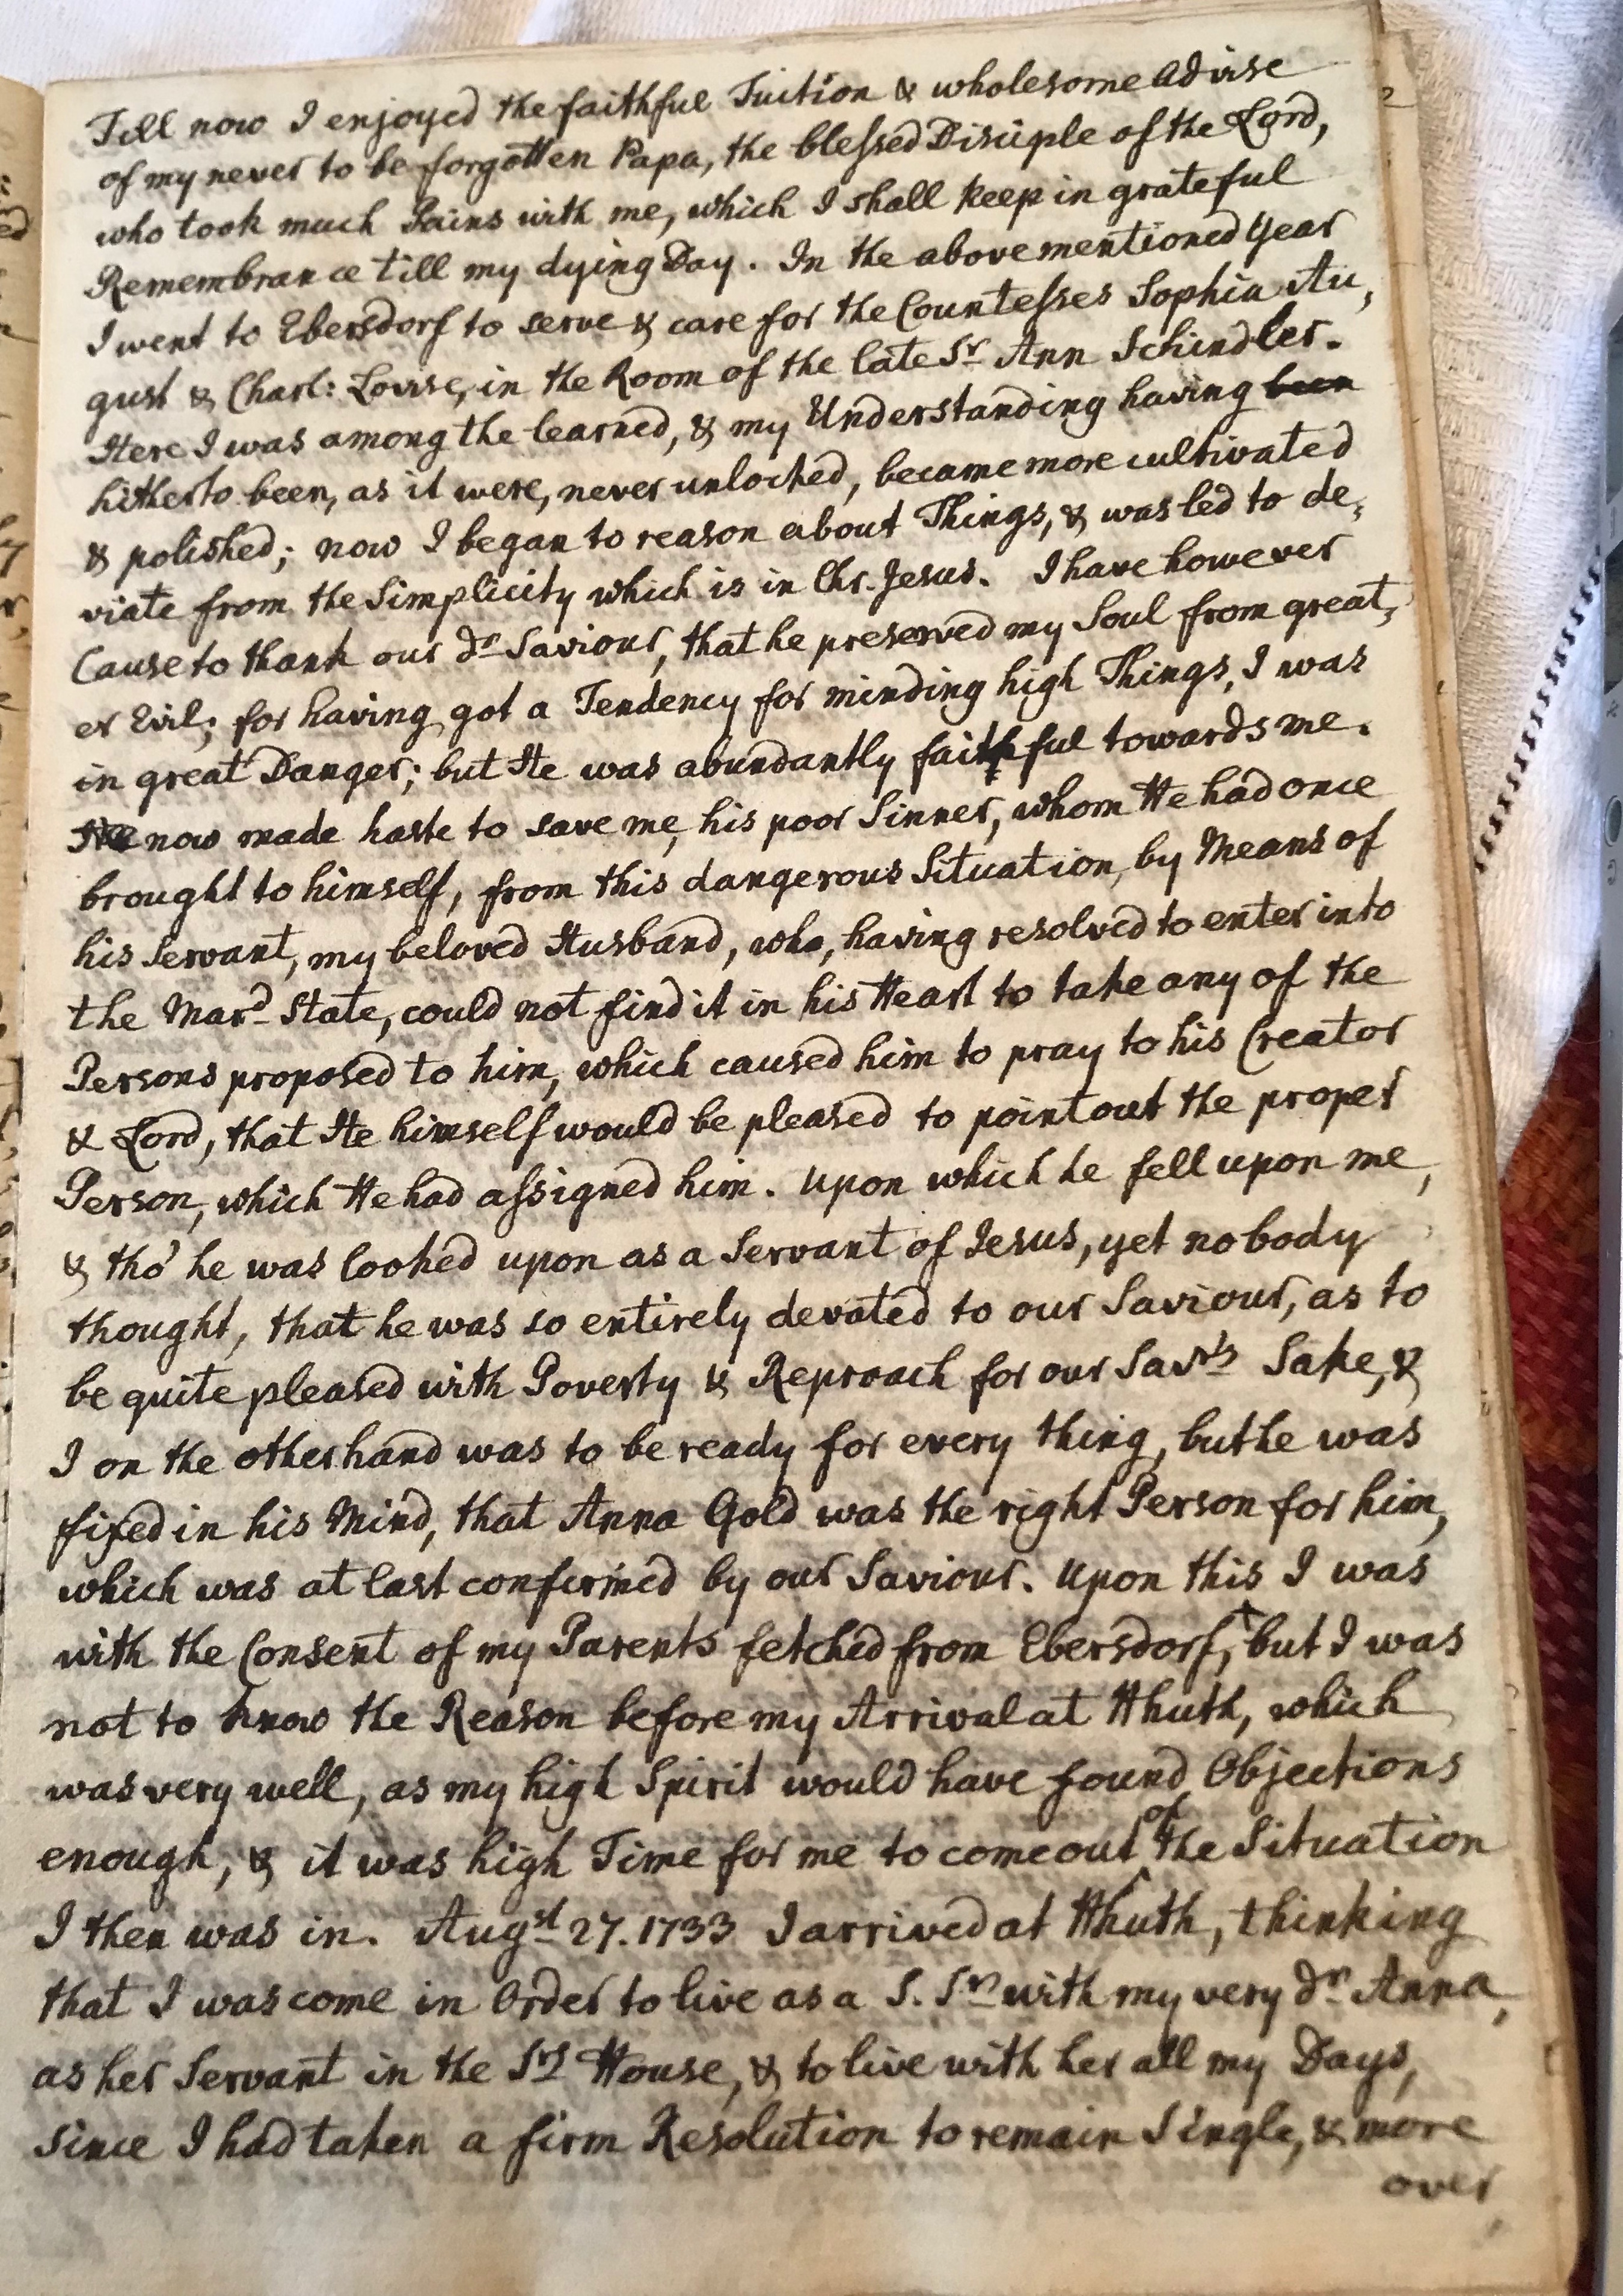 Till now I enjoyed the faithful Tuition & wholesome Advise
of my never to be forgotten Papa, the blessed Disciple of the Lord,
who took much Pains with me, which I shall keep in grateful
Remembrance till my dying Day. In the above mentioned Year
I went to Ebersdorf to serve & care for the Countesses Sophia Au,
gust & Charl: Lovise, in the Room of the late Sr Ann Schindler.
Here I was among the learned, & my Understanding having been
hitherto been, as it were, never unlocked, became more cultivated
& polished; now I began to reason about Things, & was led to de,
viate from the Simplicity which is in Chr. Jesus. I have however
Cause to thank our dr Saviour, that he preserved my Soul from great,
er Evil; for having got a Tendency for minding high Things, I was
in great Danger; but He was abundantly faithful towards me.
He now made haste to save me, his poor Sinner, whom He had once
brought to himself, from this dangerous Situation, by Means of
his Servant, my beloved Husband, who, having resolved to enter into
the Mard State, could not find it in his Heart to take any of the
Persons proposed to him, which caused him to pray to his Creator
& Lord, that He himself would be pleased to point out the proper
Person, which He had assigned him. Upon which he fell upon me,
& tho' he was looked upon as a Servant of Jesus, yet nobody
thought, that he was so entirely devoted to our Saviour, as to
be quite pleased with Poverty & Reproach for our Savrs Sake, &
I on the other hand was to be ready for every thing, but he was
fixed in his Mind, that Anna Gold was the right Person for him,
which was at last confirmed by our Saviour. Upon this I was
with the Consent of my Parents fetched from Ebersdorf,+ but I was
not to know the Reason before my Arrival at Hhuth, which
was very well, as my high Spirit would have found Objections
enough, & it was high Time for me to come out of the Situation
I then was in. Augst 27. 1733 I arrived at Hhuth, thinking
that I was come in Order to live as a S. Sr with my very dr Anna,
as her Servant in the Srs House, & to live with her all my Days,
since I had taken a firm Resolution to remain Single, & more
over